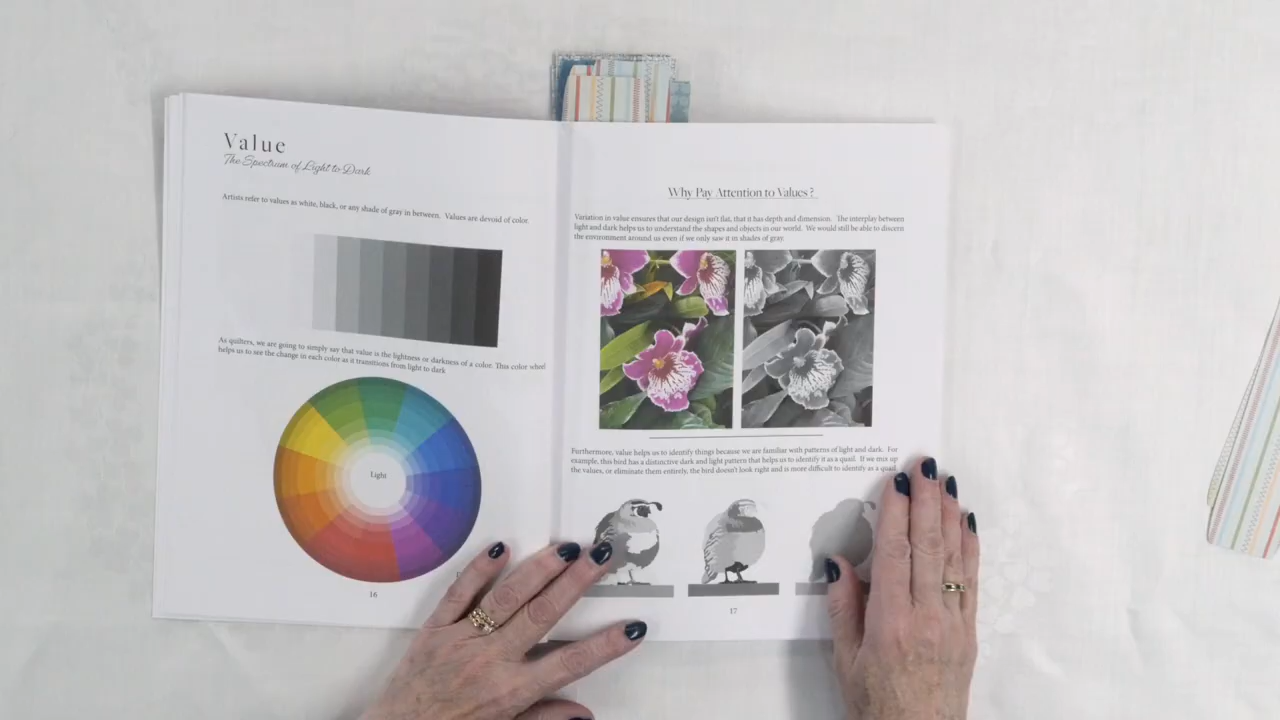 Value
The Spectrum of Light to Dark
Artists refer to values as white, black, or any shade of gray in between. Values are devoid of color.
As quilters, we are going to simply say that value is the lightness or darkness of a color. This color wheel
helps us to see the change in each color as it transitions from light to dark
Light
16
Why Pay Attention to Values?
Variation in value ensures that our design isn't flat, that it has depth and dimension. The interplay between
light and dark helps us to understand the shapes and objects in our world. We would still be able to discern
the environment around us even if we only saw it in shades of gray.
Furthermore, value helps us to identify things because we are familiar with patterns of light and dark. For
example, this bird has a distinctive dark and light pattern that helps us to identify it as a quail. If we mix up
the values, or eliminate them entirely, the bird doesn't look right and is more difficult to identify as a quail
17